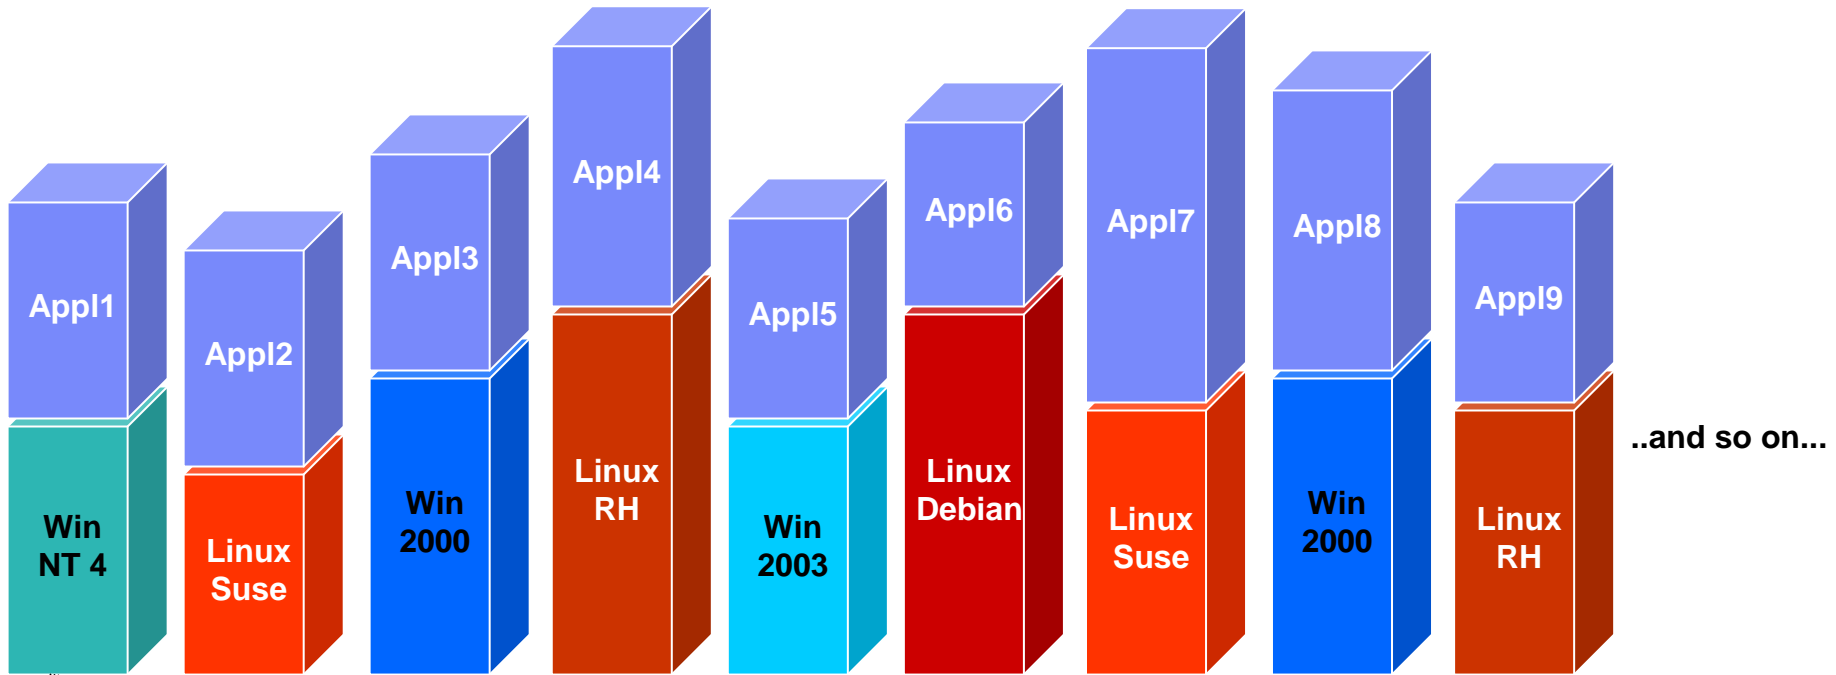 Appl1
Win
NT 4
Appl2
Linux
Suse
Appl3
Win
2000
Appl4
Linux
RH
Appl5
Win
2003
Appl6
Linux
Debian
Appl7
Linux
Suse
Appl8
Win
2000
Appl9
Linux
RH
..and so on...